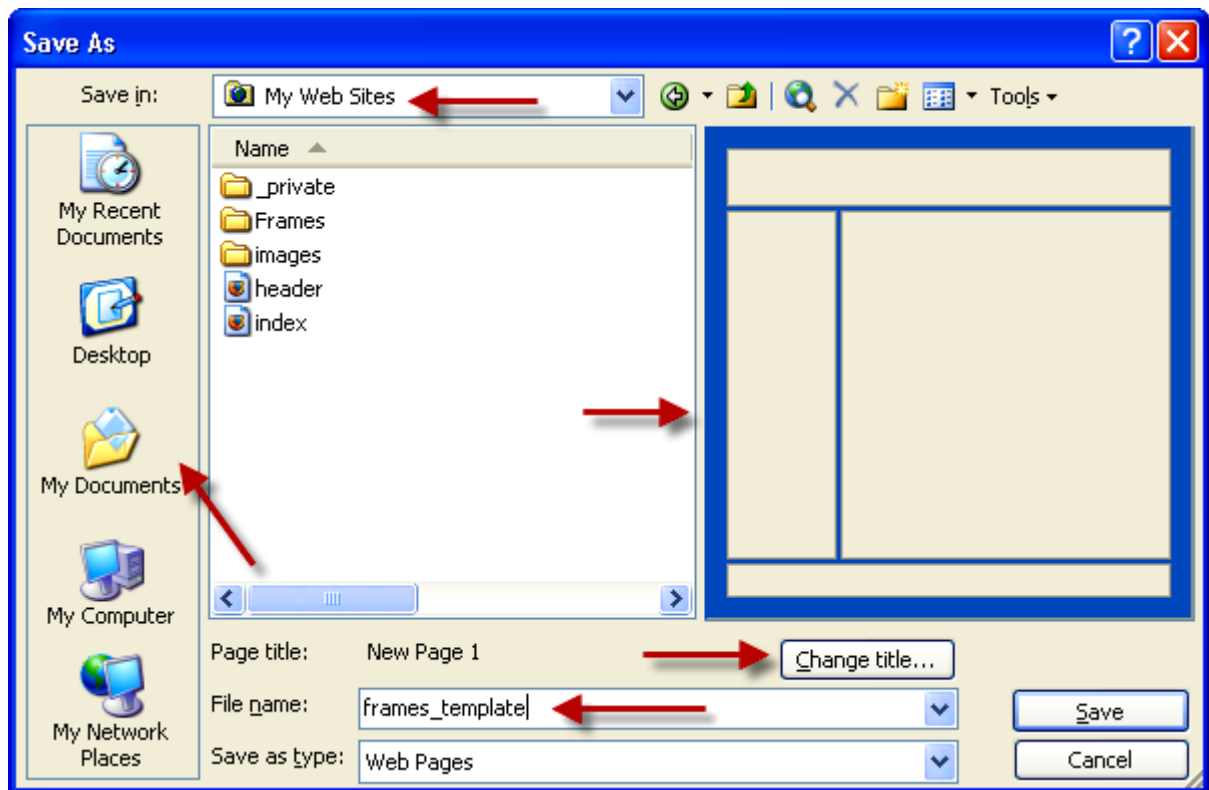 Save As
Save in:
My Web Sites
Tools
My Recent
Documents
Desktop
My Documents
My Computer
My Network
Places
Name
_private
Frames
images
header
index
Page title:
New Page 1
Change title...
File name:
frames_template
Save as type:
Web Pages
Save
Cancel